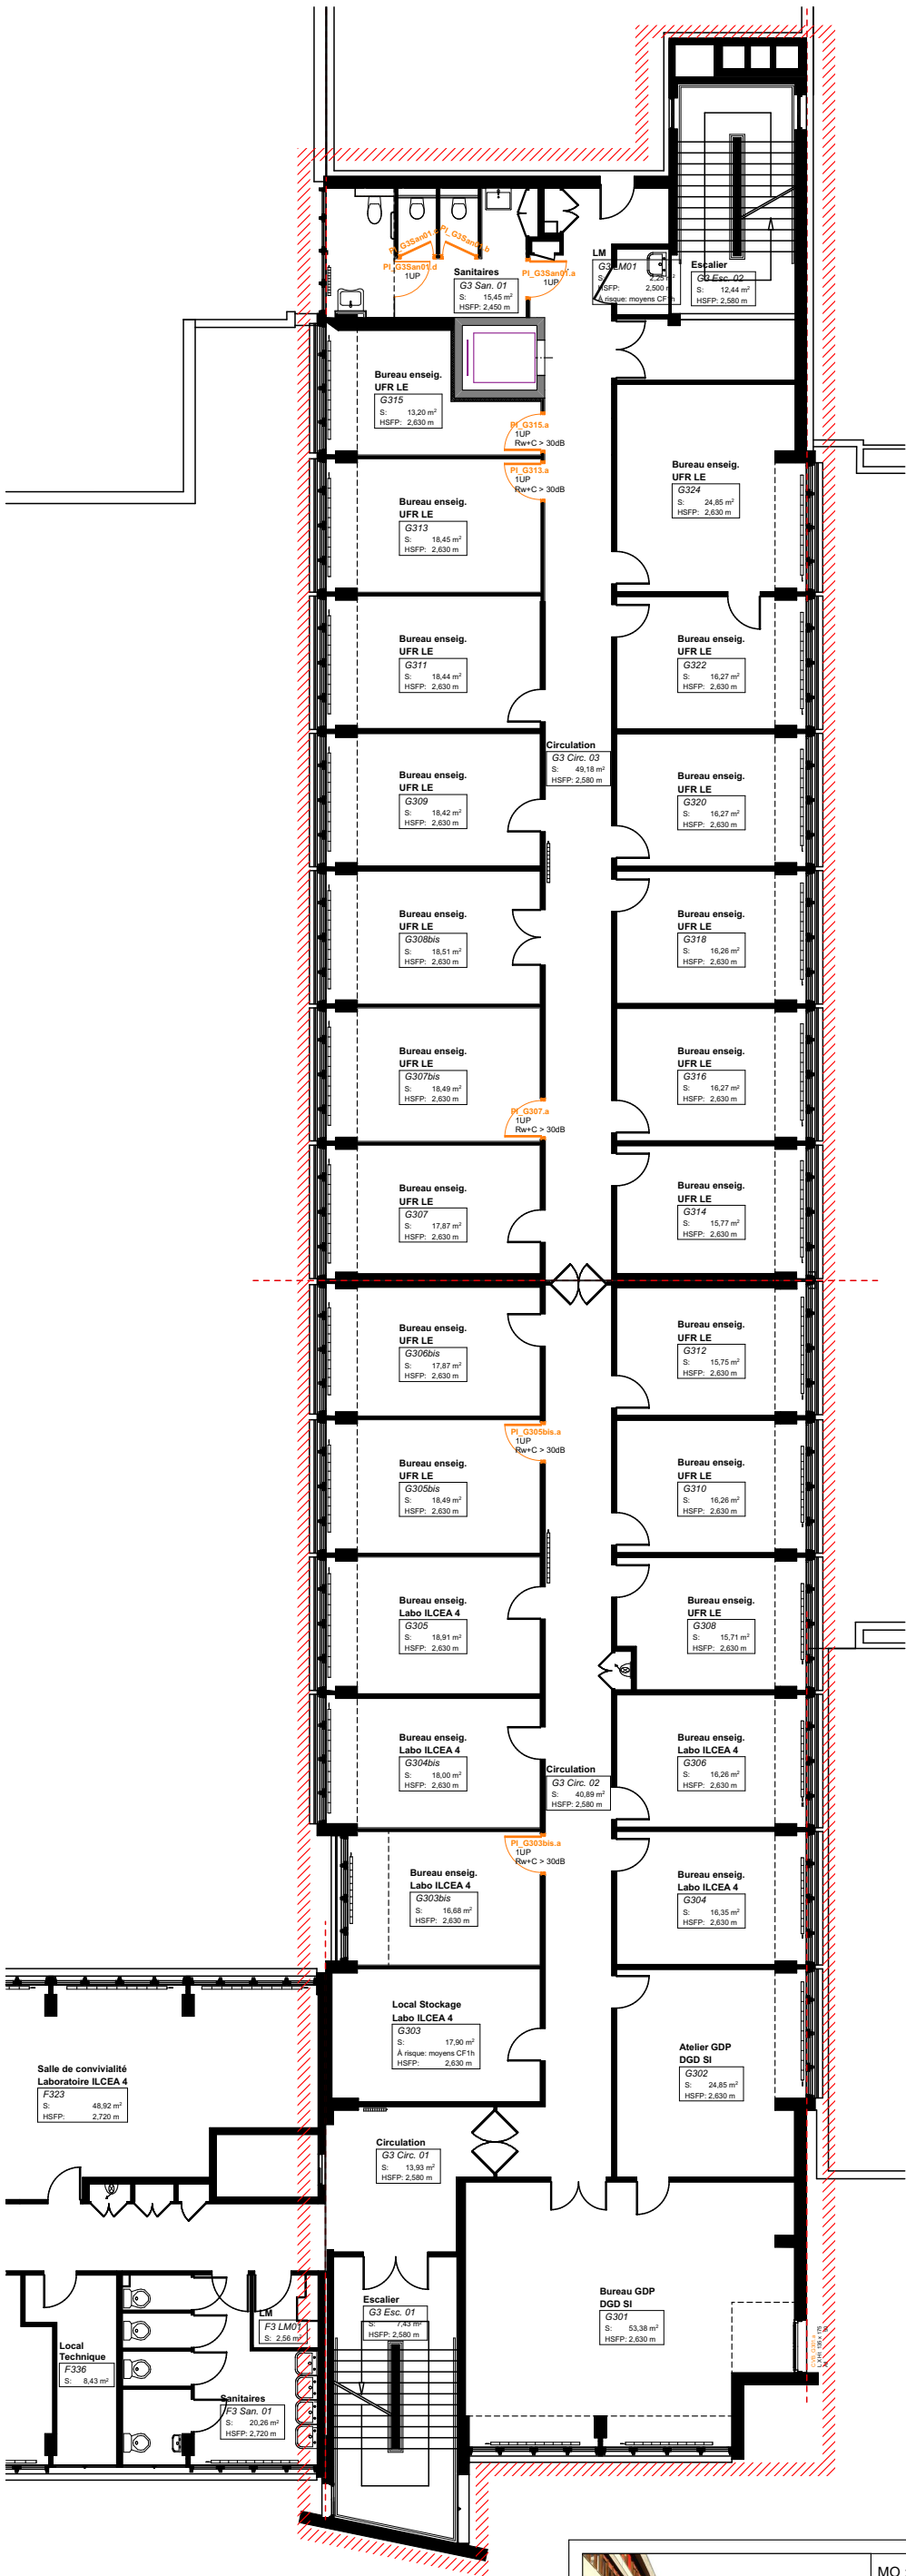 PI_G3San01.c
PI_G3San01.b
PI_G3San01.d
1UP
Sanitaires
G3 San. 01
S: 15,45 m²
HSFP: 2,450 m
PI_G3San01.a
1UP
LM
G3 LM01
S: 2,25 m²
HSFP: 2,500 m
À risque: moyens CF1h
Escalier
G3 Esc. 02
S: 12,44 m²
HSFP: 2,580 m
Bureau enseig.
UFR LE
G315
S: 13,20 m²
HSFP: 2,630 m
PI_G315.a
1UP
Rw+C > 30dB
PI_G313.a
1UP
Rw+C > 30dB
Bureau enseig.
UFR LE
G324
S: 24,85 m²
HSFP: 2,630 m
Bureau enseig.
UFR LE
G313
S: 18,45 m²
HSFP: 2,630 m
Bureau enseig.
UFR LE
G311
S: 18,44 m²
HSFP: 2,630 m
Bureau enseig.
UFR LE
G322
S: 16,27 m²
HSFP: 2,630 m
Circulation
G3 Circ. 03
S: 49,18 m²
HSFP: 2,580 m
Bureau enseig.
UFR LE
G309
S: 18,42 m²
HSFP: 2,630 m
Bureau enseig.
UFR LE
G320
S: 16,27 m²
HSFP: 2,630 m
Bureau enseig.
UFR LE
G308bis
S: 18,51 m²
HSFP: 2,630 m
Bureau enseig.
UFR LE
G318
S: 16,26 m²
HSFP: 2,630 m
Bureau enseig.
UFR LE
G307bis
S: 18,49 m²
HSFP: 2,630 m
PI_G307.a
1UP
Rw+C > 30dB
Bureau enseig.
UFR LE
G316
S: 16,27 m²
HSFP: 2,630 m
Bureau enseig.
UFR LE
G307
S: 17,87 m²
HSFP: 2,630 m
Bureau enseig.
UFR LE
G314
S: 15,77 m²
HSFP: 2,630 m
Bureau enseig.
UFR LE
G306bis
S: 17,87 m²
HSFP: 2,630 m
Bureau enseig.
UFR LE
G312
S: 15,75 m²
HSFP: 2,630 m
PI_G305bis.a
1UP
Rw+C > 30dB
Bureau enseig.
UFR LE
G305bis
S: 18,49 m²
HSFP: 2,630 m
Bureau enseig.
UFR LE
G310
S: 16,26 m²
HSFP: 2,630 m
Bureau enseig.
Labo ILCEA 4
G305
S: 18,91 m²
HSFP: 2,630 m
Bureau enseig.
UFR LE
G308
S: 15,71 m²
HSFP: 2,630 m
Bureau enseig.
Labo ILCEA 4
G304bis
S: 18,00 m²
HSFP: 2,630 m
Circulation
G3 Circ. 02
S: 40,89 m²
HSFP: 2,580 m
Bureau enseig.
Labo ILCEA 4
G306
S: 16,26 m²
HSFP: 2,630 m
PI_G303bis.a
1UP
Rw+C > 30dB
Bureau enseig.
Labo ILCEA 4
G303bis
S: 16,68 m²
HSFP: 2,630 m
Bureau enseig.
Labo ILCEA 4
G304
S: 16,35 m²
HSFP: 2,630 m
Local Stockage
Labo ILCEA 4
G303
S: 17,90 m²
À risque: moyens CF1h
HSFP: 2,630 m
Atelier GDP
DGD SI
G302
S: 24,85 m²
HSFP: 2,630 m
Salle de convivialité
Laboratoire ILCEA 4
F323
S: 48,92 m²
HSFP: 2,720 m
Circulation
G3 Circ. 01
S: 13,93 m²
HSFP: 2,580 m
Bureau GDP
DGD SI
G301
S: 53,38 m²
HSFP: 2,630 m
Escalier
G3 Esc. 01
S: 7,43 m²
HSFP: 2,580 m
LM
F3 LM01
S: 2,56 m²
Local
Technique
F336
S: 8,43 m²
Sanitaires
F3 San. 01
S: 20,26 m²
HSFP: 2,720 m
MO